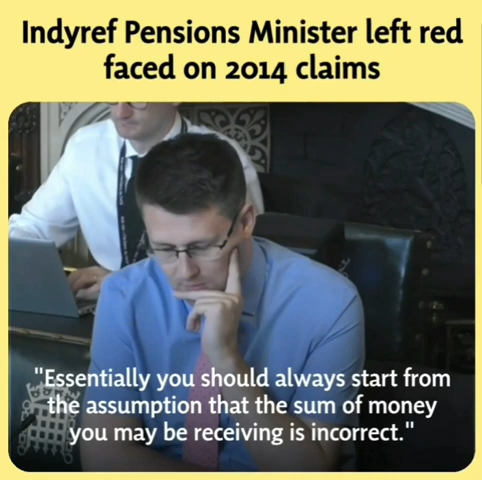 Indyref Pensions Minister left red
faced on 2014 claims
"Essentially you should always start from
the assumption that the sum of money
you may be receiving is incorrect."